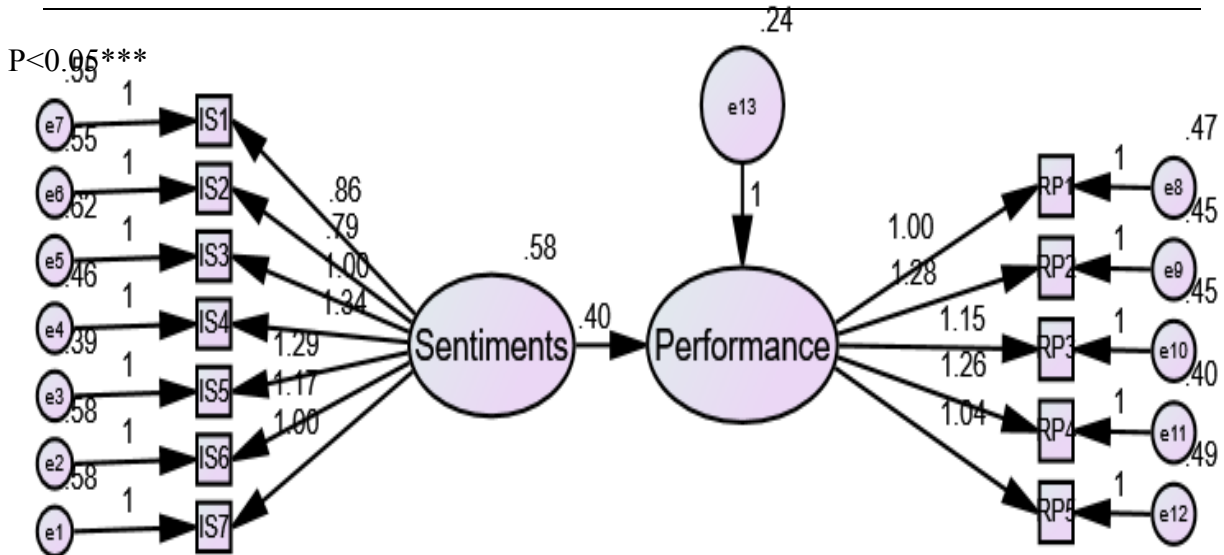 .24
P<0.05***
.95
e7
1
IS1
.55
e6
1
IS2
.62
e5
1
IS3
.46
e4
1
IS4
.39
e3
1
IS5
.58
e2
1
IS6
.58
e1
1
IS7
.86
.79
1.00
1.34
1.29
1.17
1.00
.58
Sentiments
.40
e13
1
Performance
1.00
1.28
1.15
1.26
1.04
.47
RP1
1
e8
.45
RP2
1
e9
.45
RP3
1
e10
.40
RP4
1
e11
.49
RP5
1
e12